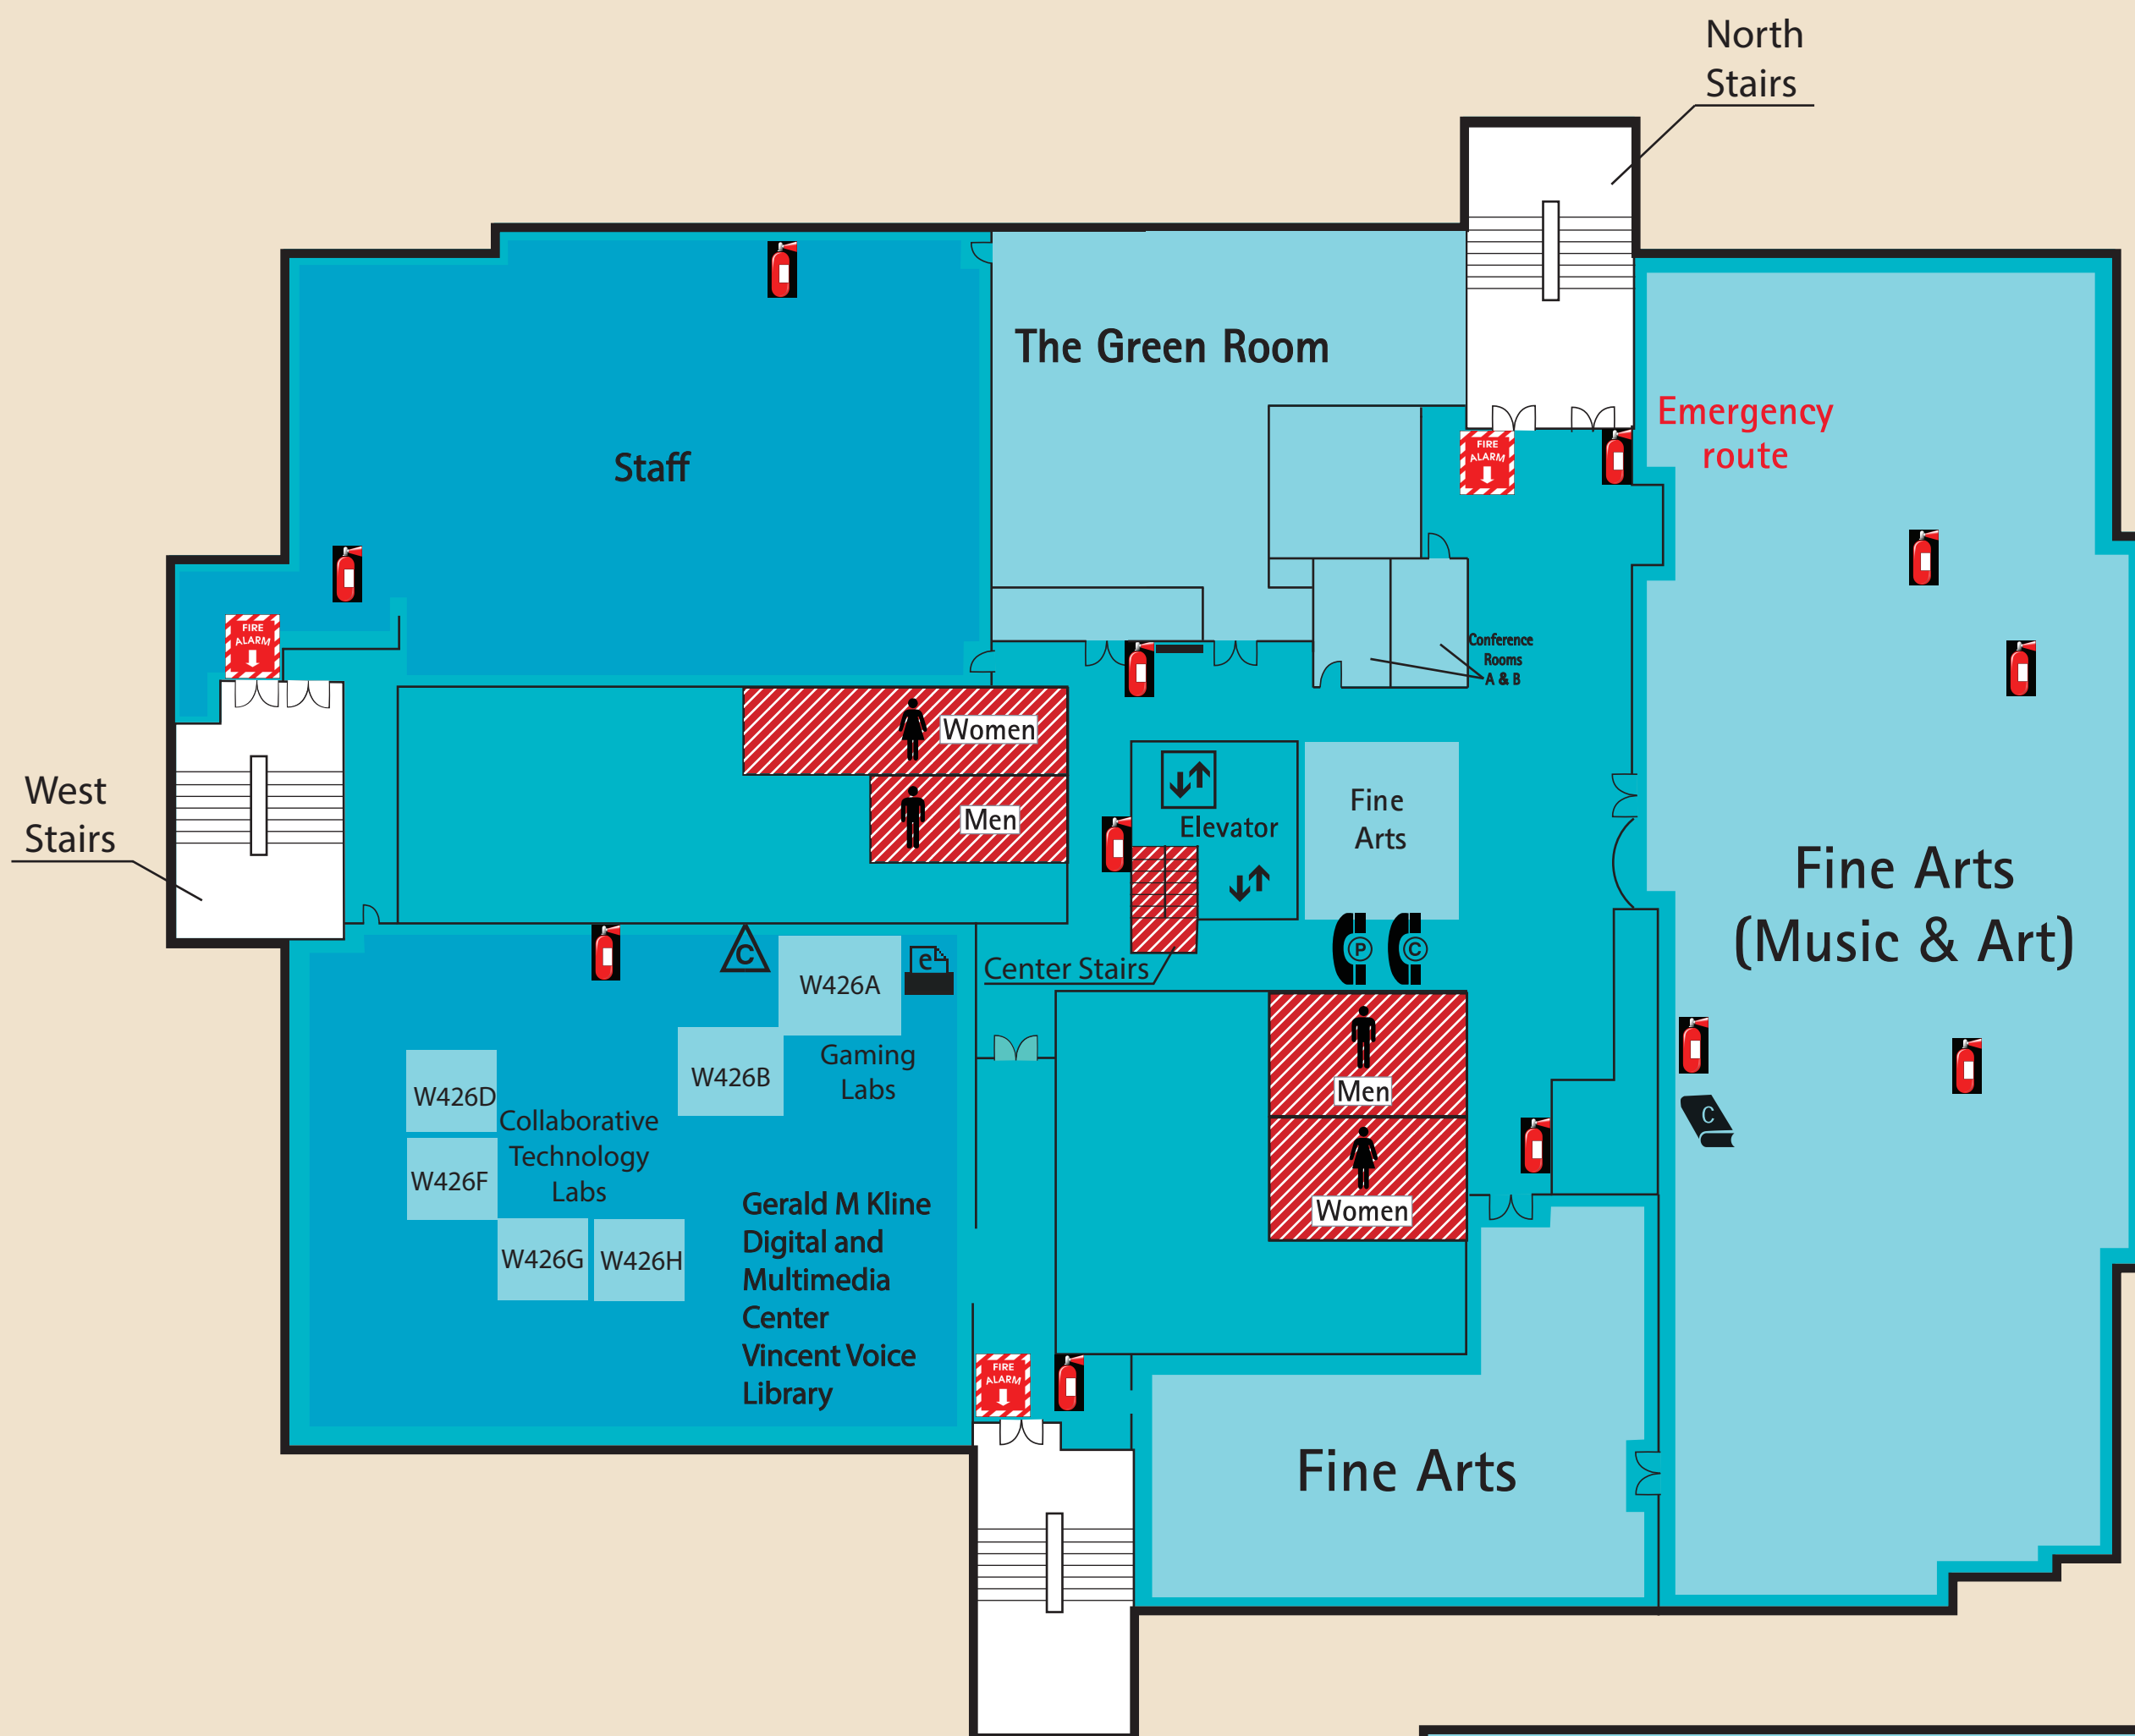 North
Stairs
The Green Room
Emergency
route
Staff
FIRE
ALARM
FIRE
ALARM
Conference
Rooms
A & B
Women
Men
West
Stairs
Elevator
Fine
Arts
Fine Arts
(Music & Art)
C
e
W426A
Center Stairs
P
C
Gaming
Labs
W426B
W426D
Collaborative
Technology
Labs
W426F
W426G
W426H
Men
Women
C
Gerald M Kline
Digital and
Multimedia
Center
Vincent Voice
Library
FIRE
ALARM
Fine Arts